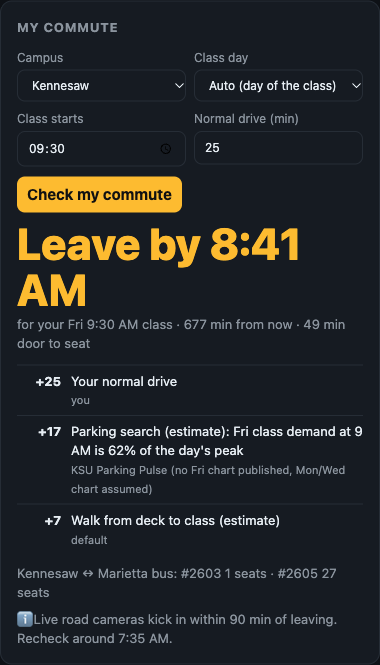 MY COMMUTE
Campus
Class day
Kennesaw
Auto (day of the class)
Class starts
Normal drive (min)
09:30
25
Check my commute
Leave by 8:41
AM
for your Fri 9:30 AM class · 677 min from now · 49 min
door to seat
+25 Your normal drive
you
+17 Parking search (estimate): Fri class demand at 9
AM is 62% of the day's peak
KSU Parking Pulse (no Fri chart published, Mon/Wed
chart assumed)
+7 Walk from deck to class (estimate)
default
Kennesaw ↔ Marietta bus: #2603 1 seats · #2605 27
seats
ℹ️Live road cameras kick in within 90 min of leaving.
Recheck around 7:35 AM.